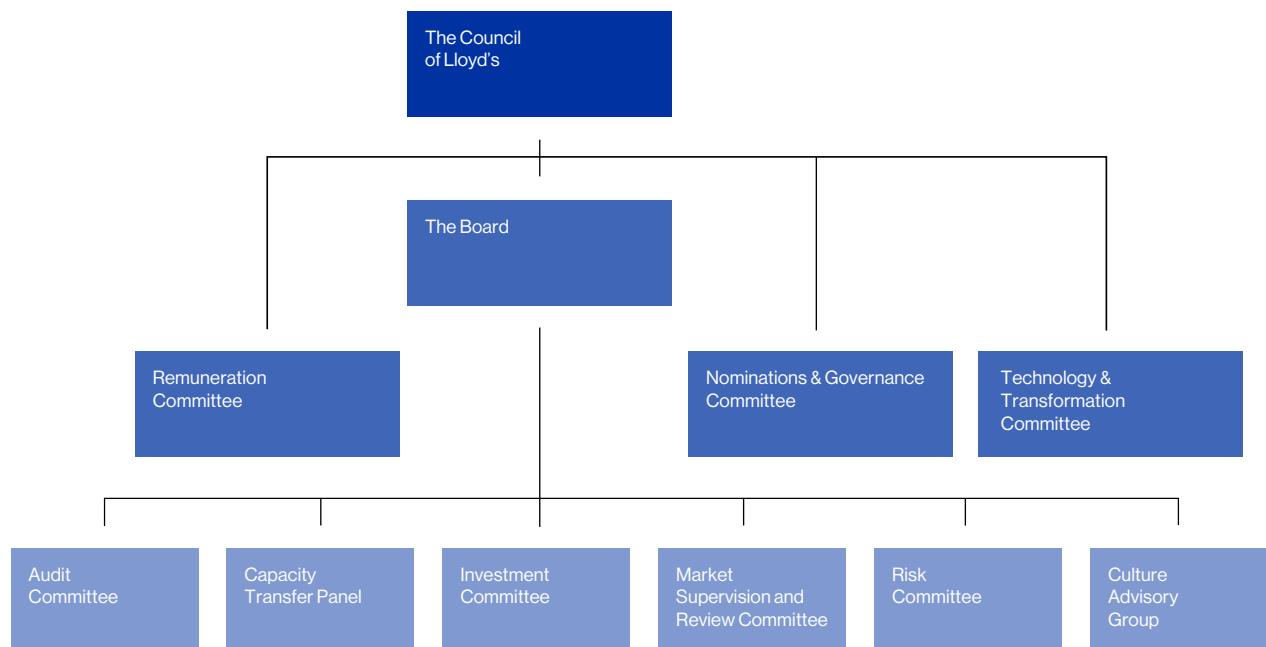 The Council
of Lloyd's
The Board
Remuneration
Committee
Nominations & Governance
Committee
Technology &
Transformation
Committee
Audit
Committee
Capacity
Transfer Panel
Investment
Committee
Market
Supervision and
Review Committee
Risk
Committee
Culture
Advisory
Group